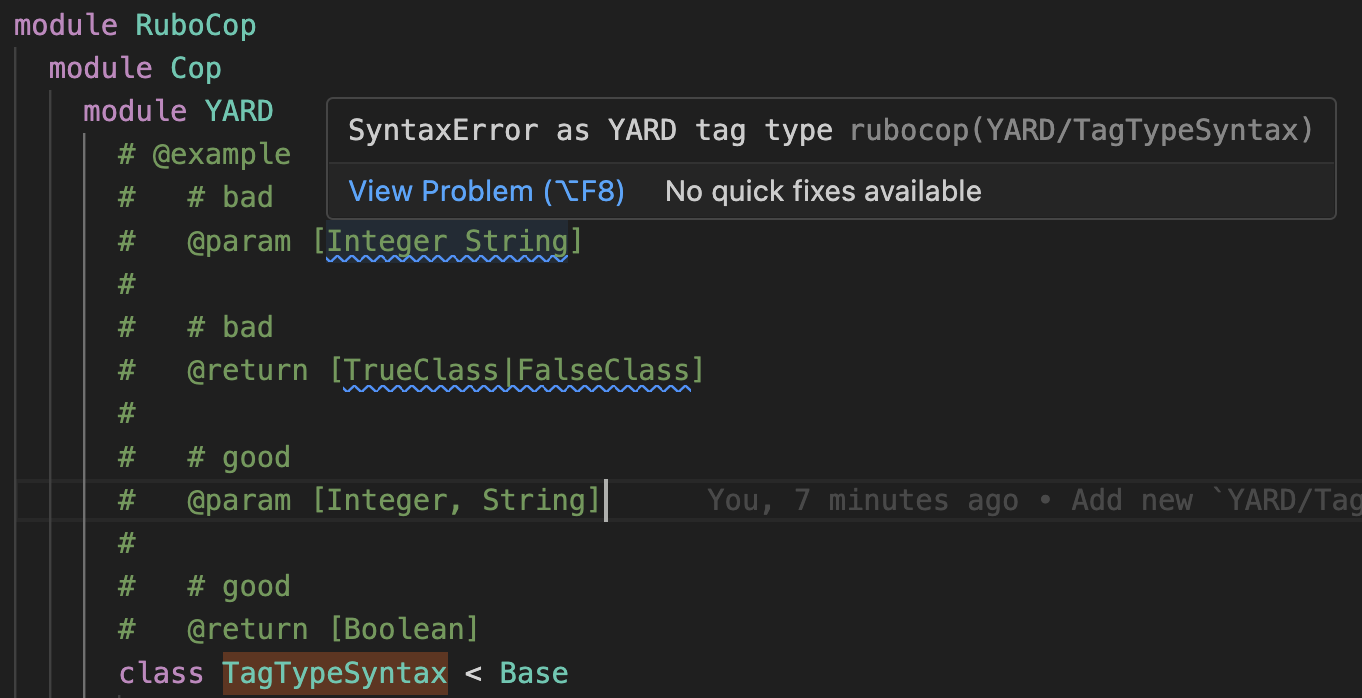 module RuboCop
module Cop
module YARD
SyntaxError as YARD tag type rubocop(YARD/TagTypeSyntax)
# @example
View Problem (⌥F8) No quick fixes available
# # bad
# @param [Integer String]
#
# # bad
# @return [TrueClass|FalseClass]
#
# # good
# @param [Integer, String] You, 7 minutes ago • Add new `YARD/Tag
#
# # good
# @return [Boolean]
class TagTypeSyntax < Base